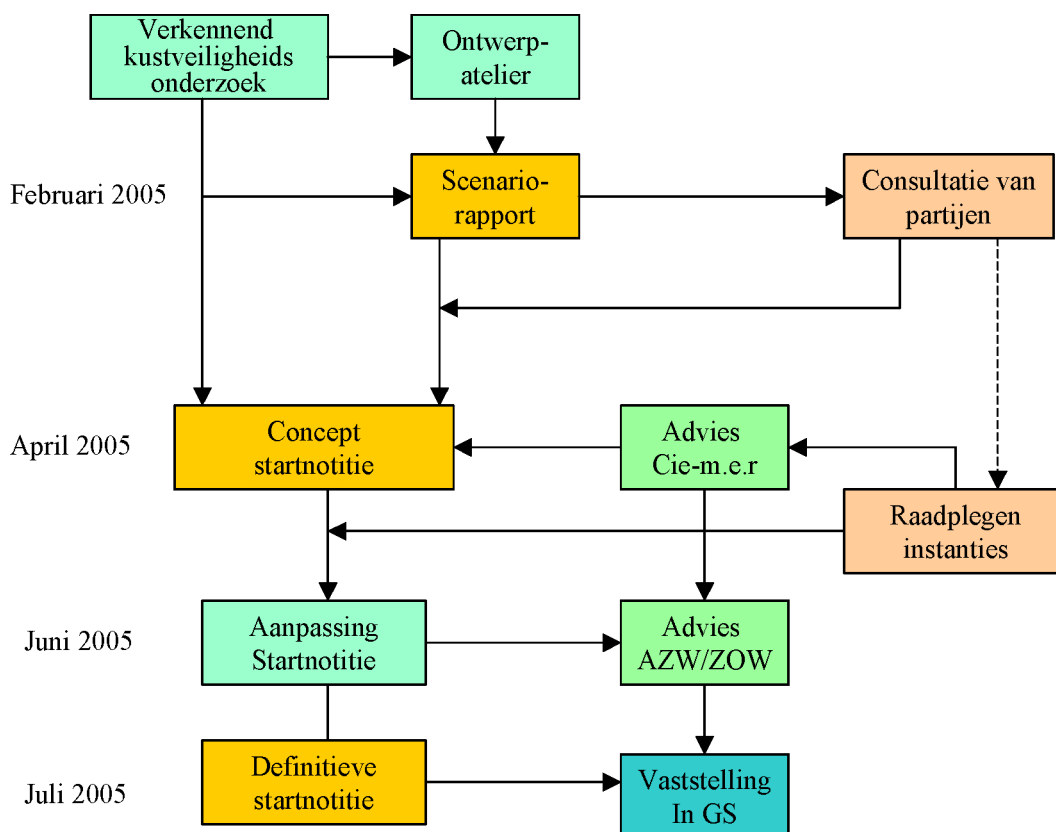 Verkennend
kustveiligheids
onderzoek
Ontwerp-
atelier
Februari 2005
Scenario-
rapport
Consultatie van
partijen
April 2005
Concept
startnotitie
Advies
Cie-m.e.r
Raadplegen
instanties
Juni 2005
Aanpassing
Startnotitie
Advies
AZW/ZOW
Juli 2005
Definitieve
startnotitie
Vaststelling
In GS